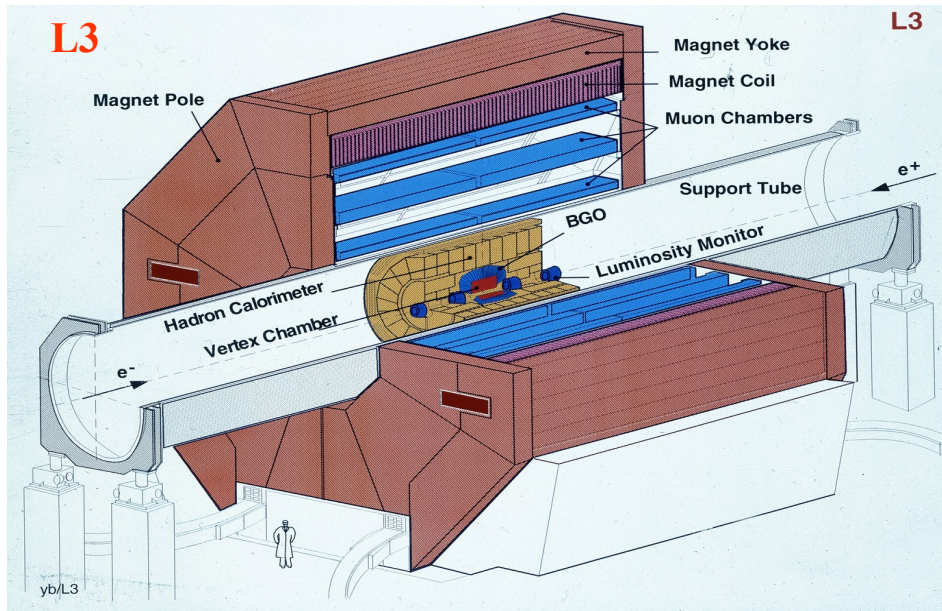 L3
L3
Magnet Yoke
Magnet Coil
Magnet Pole
Muon Chambers
e+
Support Tube
BGO
Luminosity Monitor
Hadron Calorimeter
Vertex Chamber
e-
yb/L3